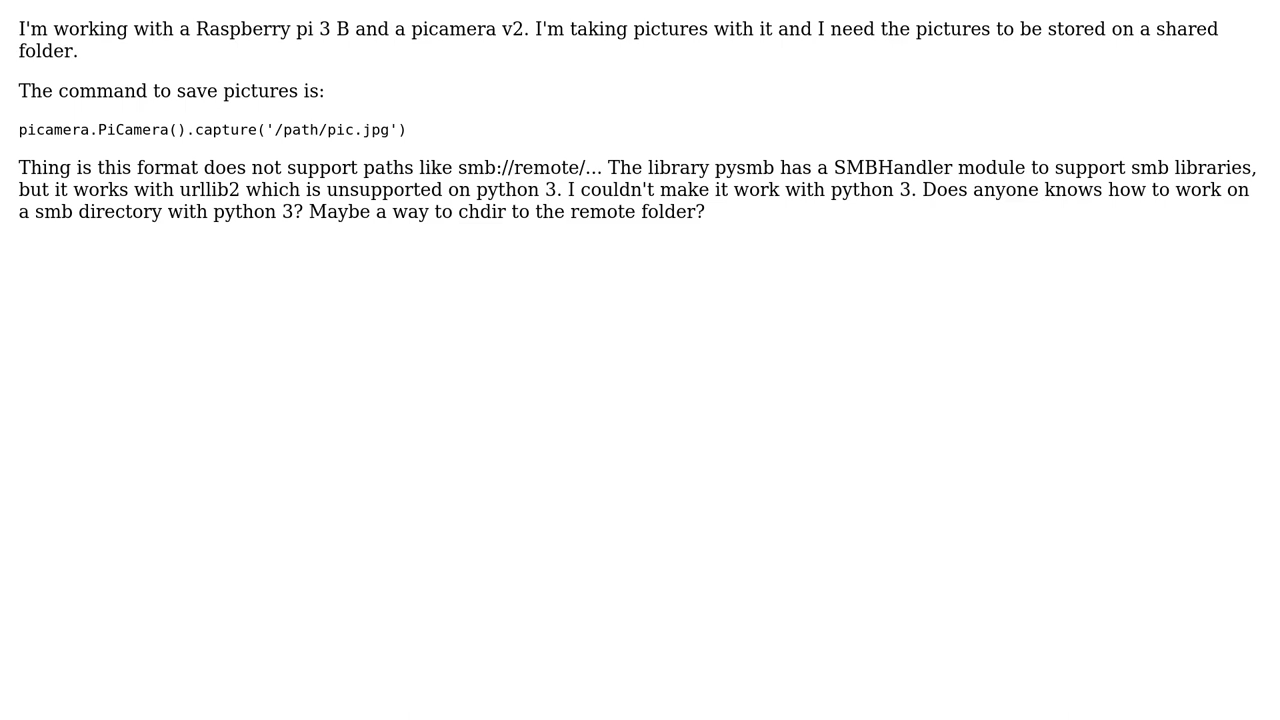 I'm working with a Raspberry pi 3 B and a picamera v2. I'm taking pictures with it and I need the pictures to be stored on a shared
folder.
The command to save pictures is:
picamera.PiCamera().capture('/path/pic.jpg')
Thing is this format does not support paths like smb://remote/... The library pysmb has a SMBHandler module to support smb libraries,
but it works with urllib2 which is unsupported on python 3. I couldn't make it work with python 3. Does anyone knows how to work on
a smb directory with python 3? Maybe a way to chdir to the remote folder?